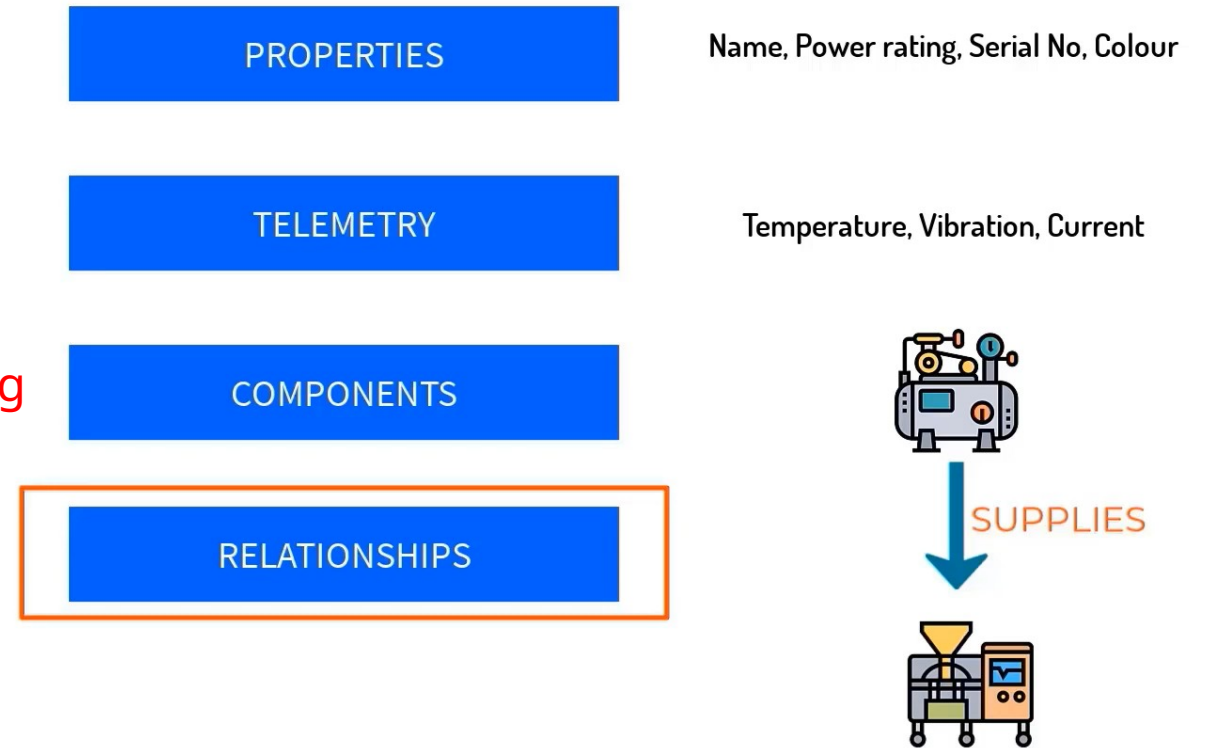 PROPERTIES
Name, Power rating, Serial No, Colour
TELEMETRY
Temperature, Vibration, Current
g
COMPONENTS
SUPPLIES
RELATIONSHIPS